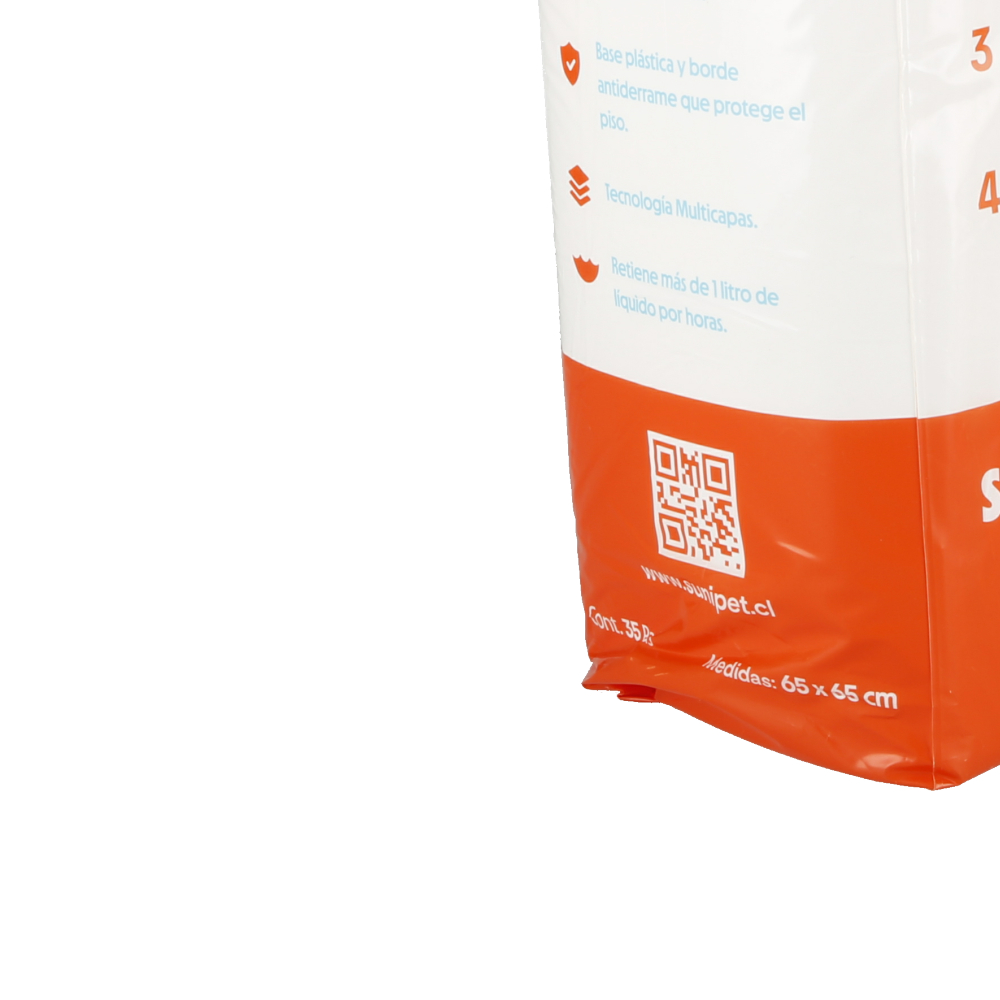 Base plástica y borde
antiderrame que protege el
piso.
Tecnología Multicapas.
Retiene más de 1 litro de
líquido por horas.
www.sunipet.cl
Cont. 35
Medidas: 65 x 65 cm
3
4